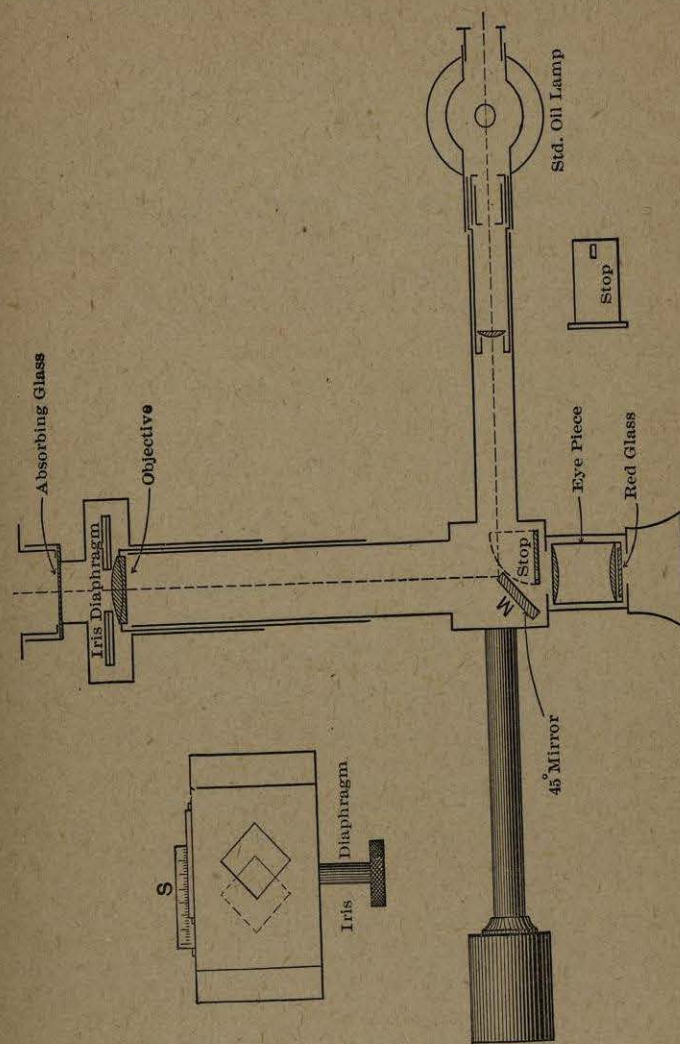 Absorbing Glass
Iris Diaphragm
Objective
Std. Oil Lamp
Stop
Stop
Eye Piece
Red Glass
M
45° Mirror
S
Iris Diaphragm